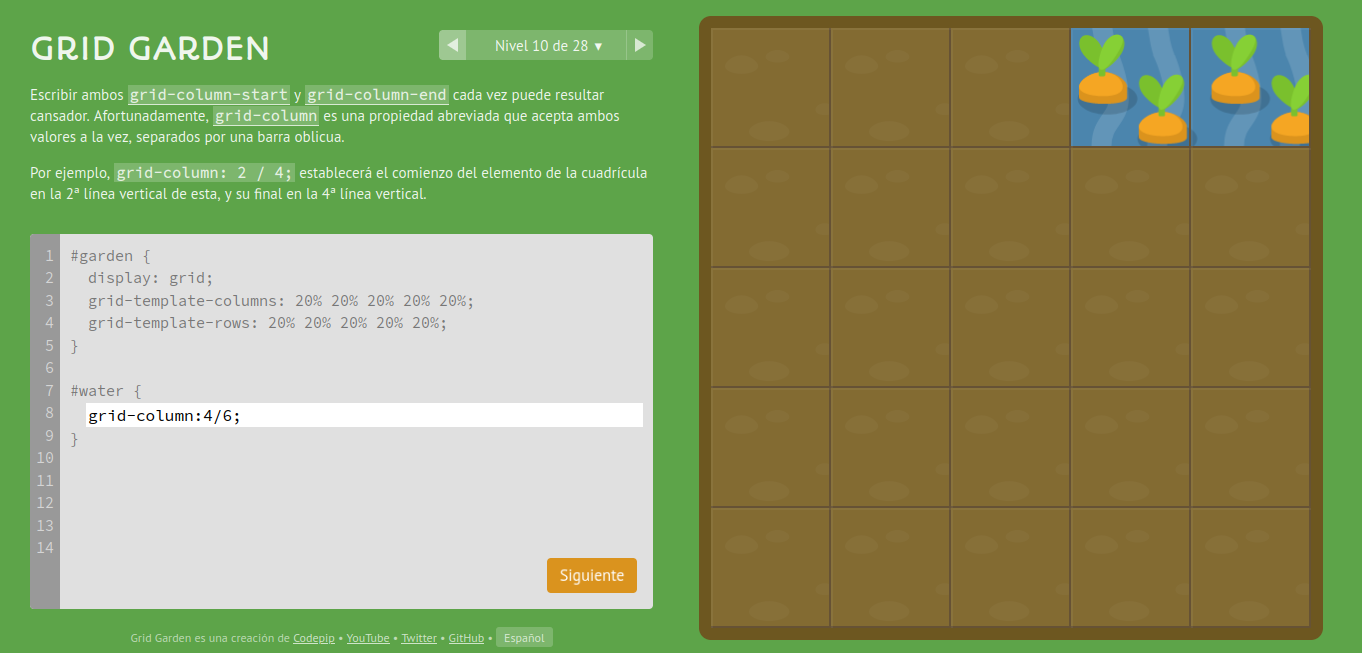 GRID GARDEN
◀ Nivel 10 de 28 ▼ ▶
Escribir ambos grid-column-start y grid-column-end cada vez puede resultar
cansador. Afortunadamente, grid-column es una propiedad abreviada que acepta ambos
valores a la vez, separados por una barra oblicua.
Por ejemplo, grid-column: 2 / 4; establecerá el comienzo del elemento de la cuadrícula
en la 2ª línea vertical de esta, y su final en la 4ª línea vertical.
1 #garden {
2 display: grid;
3 grid-template-columns: 20% 20% 20% 20% 20%;
4 grid-template-rows: 20% 20% 20% 20% 20%;
5 }
6
7 #water {
8 grid-column:4/6;
9 }
10
11
12
13
14
Siguiente
Grid Garden es una creación de Codepip • YouTube • Twitter • GitHub • Español